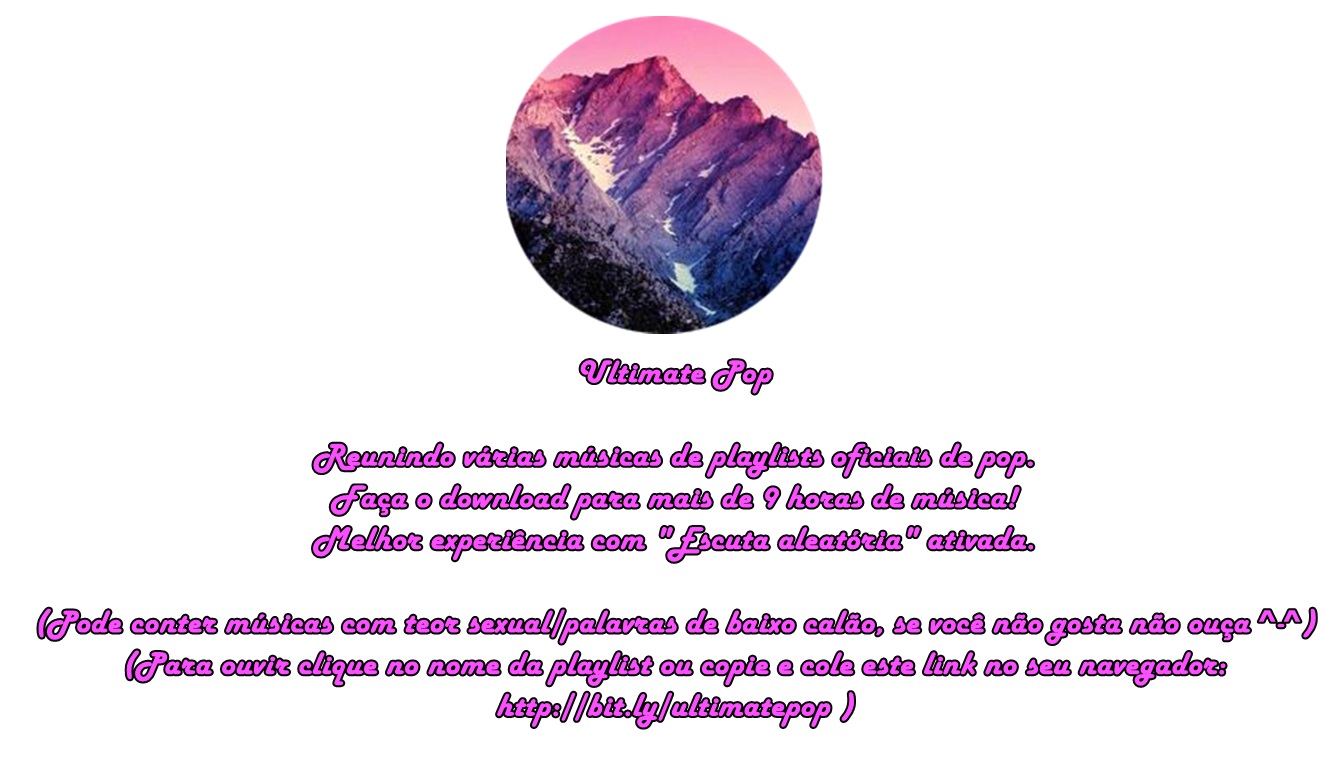 Ultimate Pop
Reunindo várias músicas de playlists oficiais de pop.
Faça o download para mais de 9 horas de música!
Melhor experiência com "Escuta aleatória" ativada.
(Pode conter músicas com teor sexual/palavras de baixo calão, se você não gosta não ouça ^-^ )
(Para ouvir clique no nome da playlist ou copie e cole este link no seu navegador:
http://bit.ly/ultimatepop )